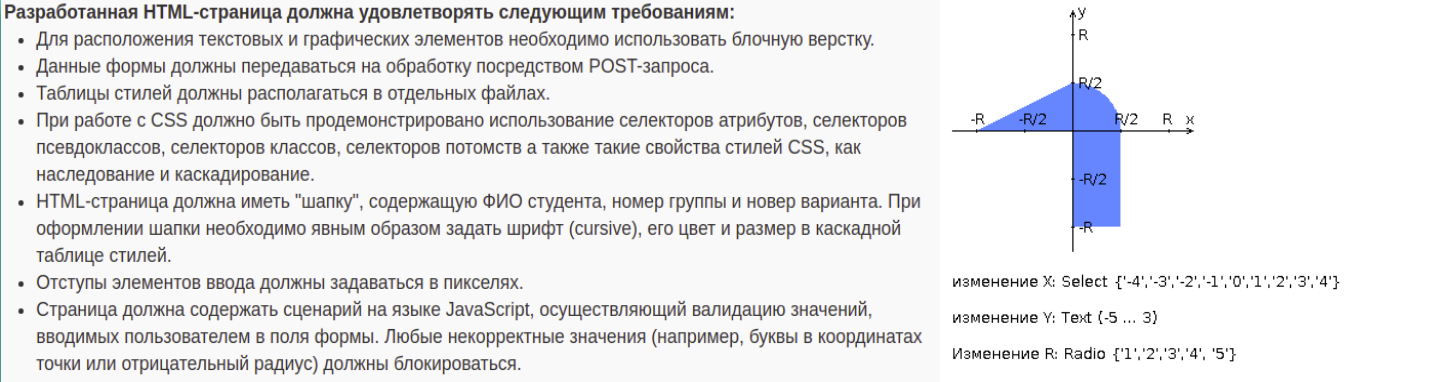 Разработанная HTML-страница должна удовлетворять следующим требованиям:
Для расположения текстовых и графических элементов необходимо использовать блочную верстку.
Данные формы должны передаваться на обработку посредством POST-запроса.
Таблицы стилей должны располагаться в отдельных файлах.
При работе с CSS должно быть продемонстрировано использование селекторов атрибутов, селекторов
псевдоклассов, селекторов классов, селекторов потомств а также такие свойства стилей CSS, как
наследование и каскадирование.
HTML-страница должна иметь "шапку", содержащую ФИО студента, номер группы и новер варианта. При
оформлении шапки необходимо явным образом задать шрифт (cursive), его цвет и размер в каскадной
таблице стилей.
Отступы элементов ввода должны задаваться в пикселях.
Страница должна содержать сценарий на языке JavaScript, осуществляющий валидацию значений,
вводимых пользователем в поля формы. Любые некорректные значения (например, буквы в координатах
точки или отрицательный радиус) должны блокироваться.
y
R
R/2
-R
-R/2
R/2
R
x
-R/2
-R
изменение X: Select {'-4','-3','-2','-1','0','1','2','3','4'}
изменение Y: Text (-5 ... 3)
Изменение R: Radio {'1','2','3','4', '5'}